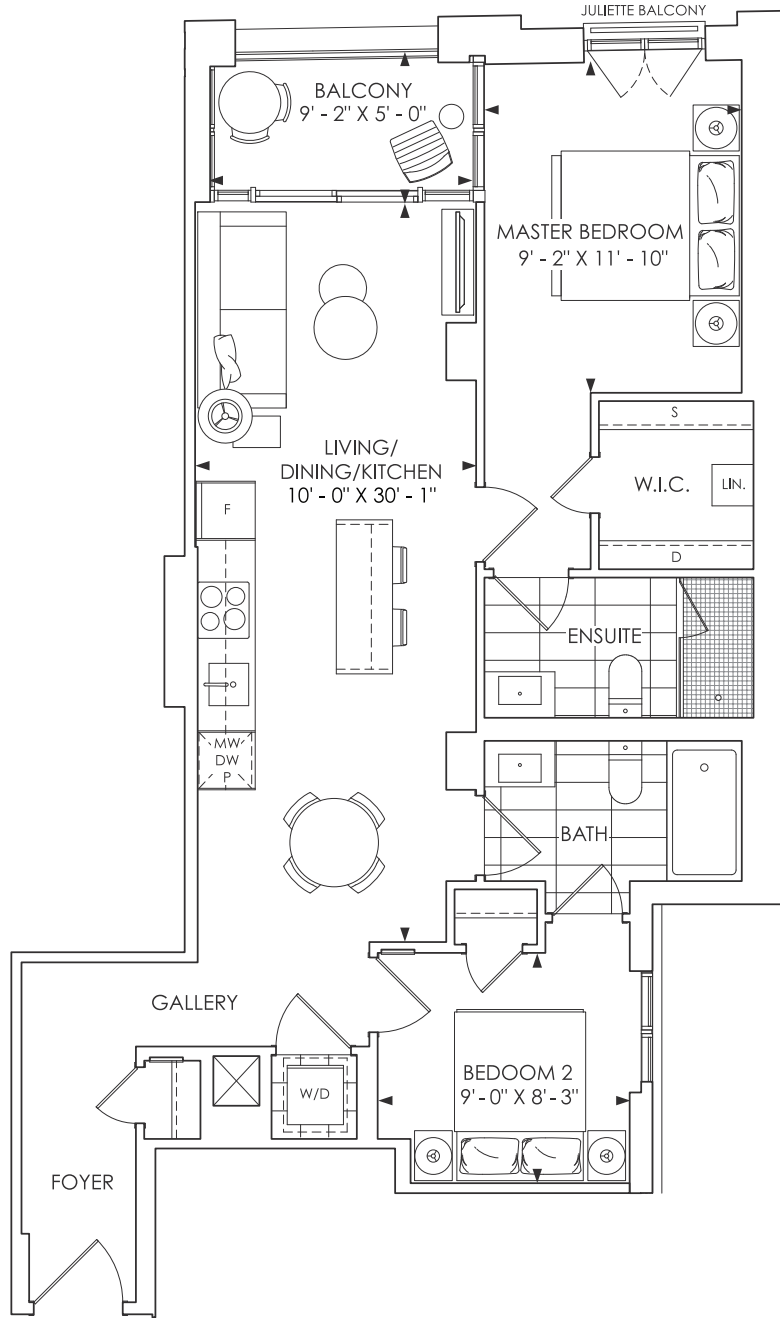 JULIETTE BALCONY
BALCONY
9' - 2" X 5' - 0"
MASTER BEDROOM
9' - 2" X 11' - 10"
LIVING/
DINING/KITCHEN
10' - 0" X 30' - 1"
S
W.I.C.
LIN.
D
F
ENSUITE
MW
DW
P
BATH
GALLERY
W/D
BEDOOM 2
9' - 0" X 8' - 3"
FOYER